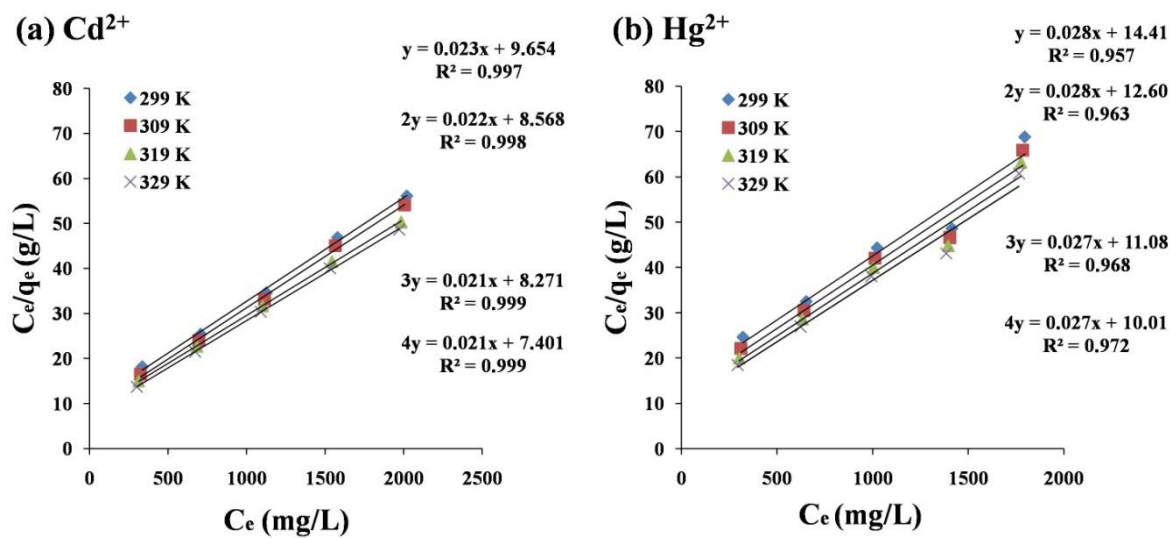 (a) Cd²⁺
y = 0.023x + 9.654
R² = 0.997
2y = 0.022x + 8.568
R² = 0.998
3y = 0.021x + 8.271
R² = 0.999
4y = 0.021x + 7.401
R² = 0.999
299 K
309 K
319 K
329 K
Ce/qe (g/L)
80
70
60
50
40
30
20
10
0
0 500 1000 1500 2000 2500
Ce (mg/L)
(b) Hg²⁺
y = 0.028x + 14.41
R² = 0.957
2y = 0.028x + 12.60
R² = 0.963
3y = 0.027x + 11.08
R² = 0.968
4y = 0.027x + 10.01
R² = 0.972
299 K
309 K
319 K
329 K
Ce/qe (g/L)
80
70
60
50
40
30
20
10
0
0 500 1000 1500 2000
Ce (mg/L)